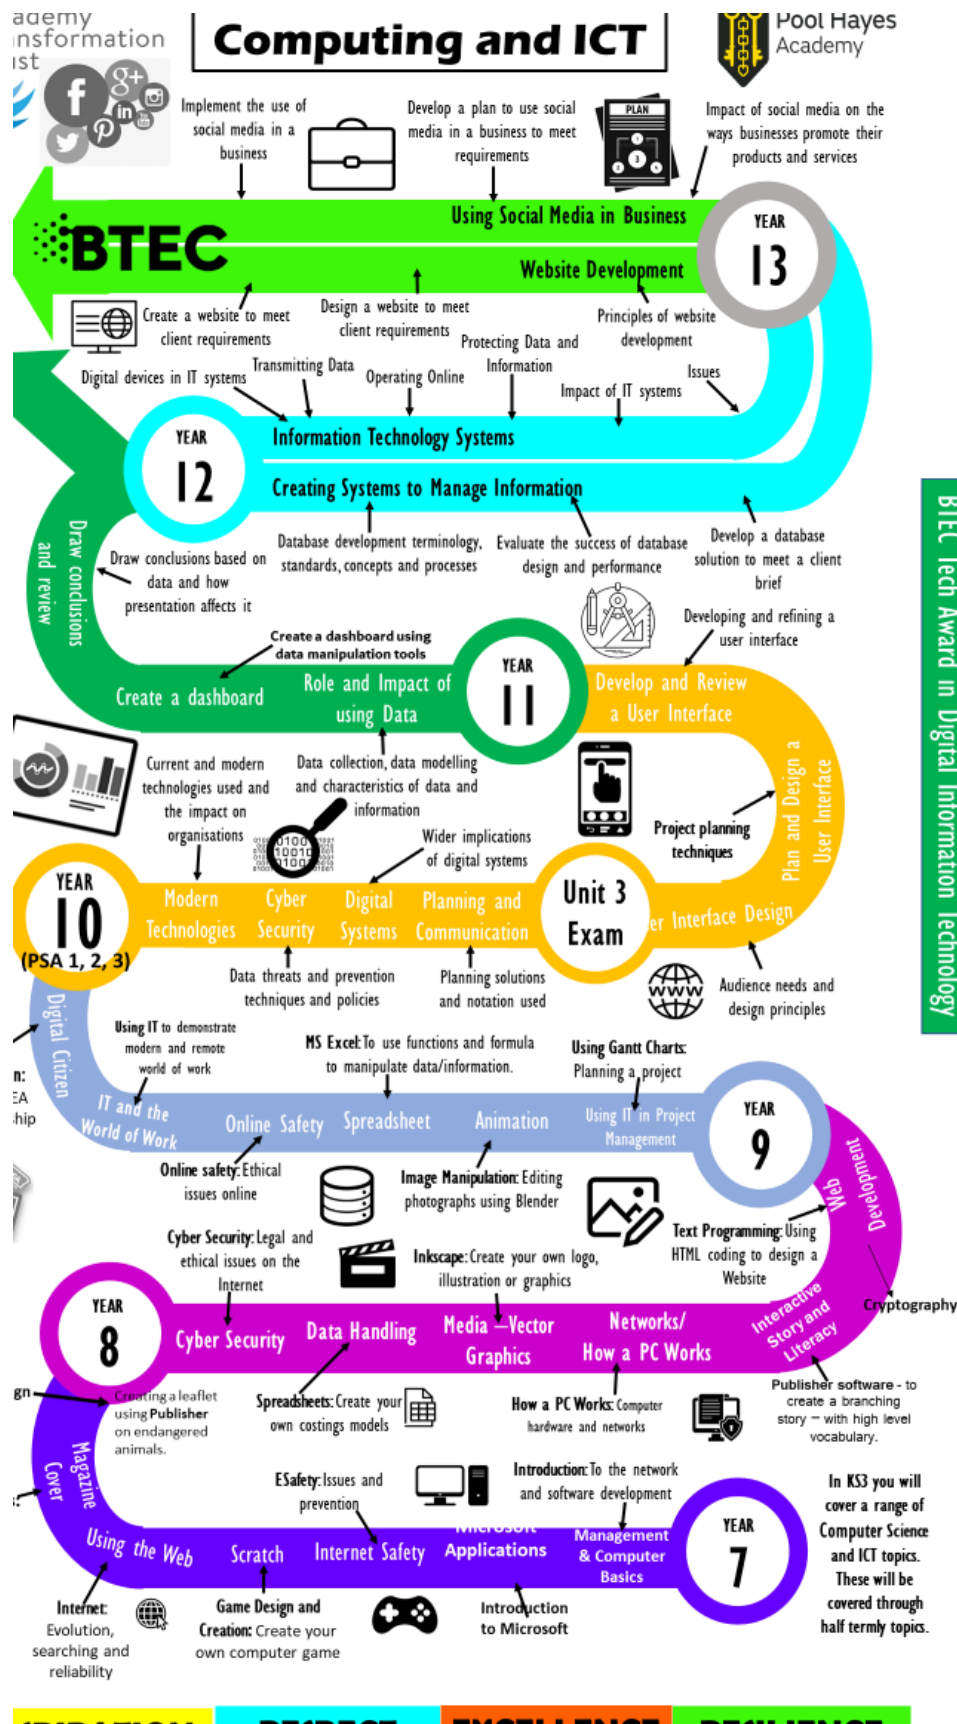 ademy
Computing and ICT
Pool Hayes
nsformation
Academy
ust
Implement the use of
social media in a
business
Develop a plan to use social
media in a business to meet
requirements
PLAN
Impact of social media on the
ways businesses promote their
products and services
Using Social Media in Business
YEAR
13
BTEC
Website Development
Create a website to meet
client requirements
Design a website to meet
client requirements
Principles of website
development
Protecting Data and
Information
Digital devices in IT systems
Transmitting Data
Operating Online
Impact of IT systems
Issues
YEAR
12
Information Technology Systems
Creating Systems to Manage Information
Draw conclusions
and review
Draw conclusions based on
data and how
presentation affects it
Database development terminology,
standards, concepts and processes
Evaluate the success of database
design and performance
Develop a database
solution to meet a client
brief
BTEC Tech Award in Digital Information Technology
Developing and refining a
user interface
Create a dashboard using
data manipulation tools
Create a dashboard
Role and Impact of
using Data
YEAR
11
Develop and Review
a User Interface
Current and modern
technologies used and
the impact on
organisations
Data collection, data modelling
and characteristics of data and
information
Wider implications
of digital systems
Project planning
techniques
Plan and Design a
User Interface
YEAR
10
(PSA 1, 2, 3)
Modern
Technologies
Cyber
Security
Digital
Systems
Planning and
Communication
Unit 3
Exam
er Interface Design
Data threats and prevention
techniques and policies
Planning solutions
and notation used
WWW
Audience needs and
design principles
Digital Citizen
Using IT to demonstrate
modern and remote
world of work
MS Excel: To use functions and formula
to manipulate data/information.
Using Gantt Charts:
Planning a project
n:
EA
hip
IT and the
World of Work
Online Safety
Spreadsheet
Animation
Using IT in Project
Management
YEAR
9
Online safety: Ethical
issues online
Image Manipulation: Editing
photographs using Blender
Web
Development
Text Programming: Using
HTML coding to design a
Website
Cyber Security: Legal and
ethical issues on the
Internet
Inkscape: Create your own logo,
illustration or graphics
Cryptography
YEAR
8
Cyber Security
Data Handling
Media –Vector
Graphics
Networks/
How a PC Works
Interactive
Story and
Literacy
gn
Creating a leaflet
using Publisher
on endangered
animals.
Spreadsheets: Create your
own costings models
How a PC Works: Computer
hardware and networks
Publisher software - to
create a branching
story – with high level
vocabulary.
Magazine
Cover
ESafety: Issues and
prevention
Introduction: To the network
and software development
In KS3 you will
cover a range of
Computer Science
and ICT topics.
These will be
covered through
half termly topics.
Using the Web
Scratch
Internet Safety
Microsoft
Applications
Management
& Computer
Basics
YEAR
7
Internet:
Evolution,
searching and
reliability
Game Design and
Creation: Create your
own computer game
Introduction
to Microsoft
RESPECT
EXCELLENCE
RESILIENCE